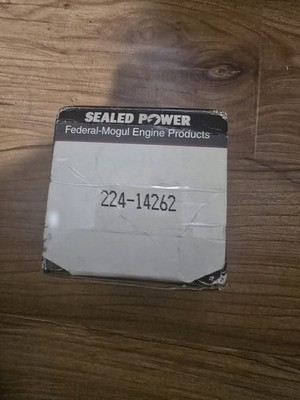 SEALED POWER
Federal-Mogul Engine Products
224-14262